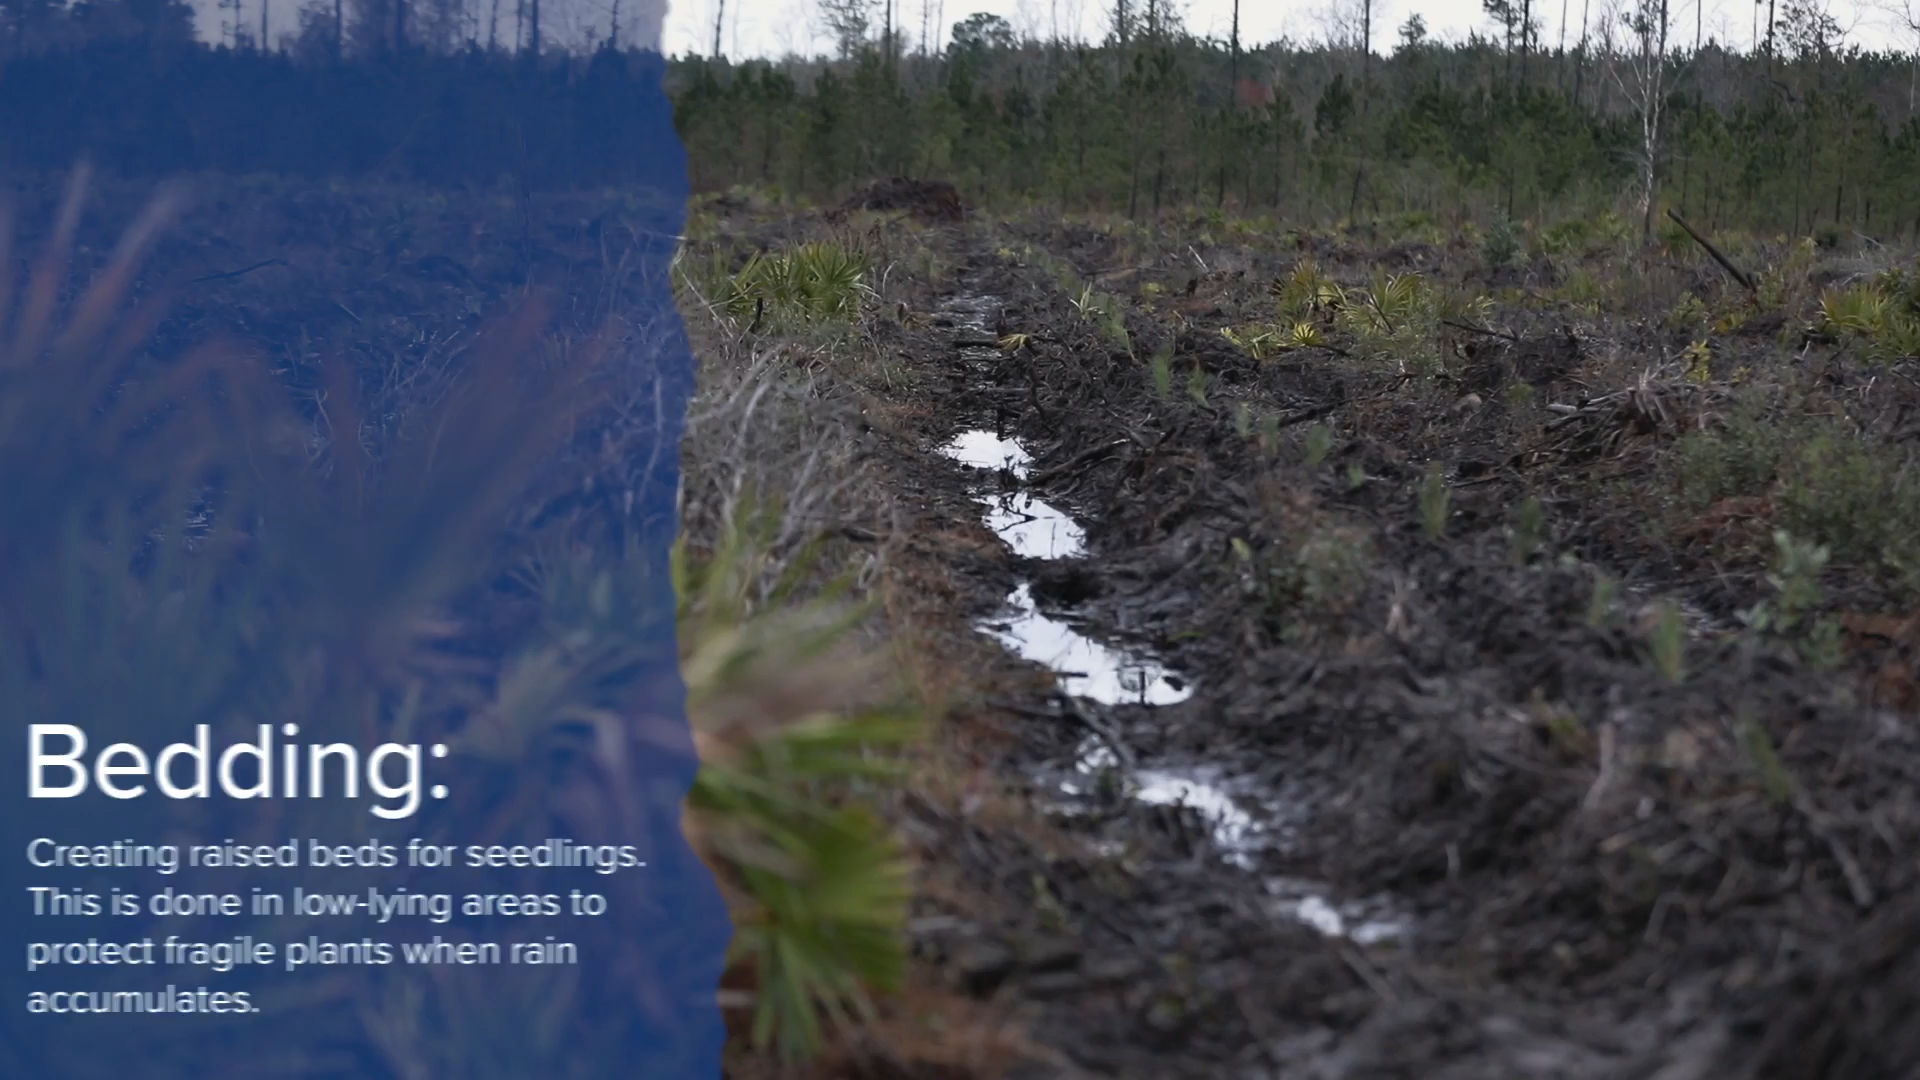 Bedding:
Creating raised beds for seedlings.
This is done in low-lying areas to
protect fragile plants when rain
accumulates.